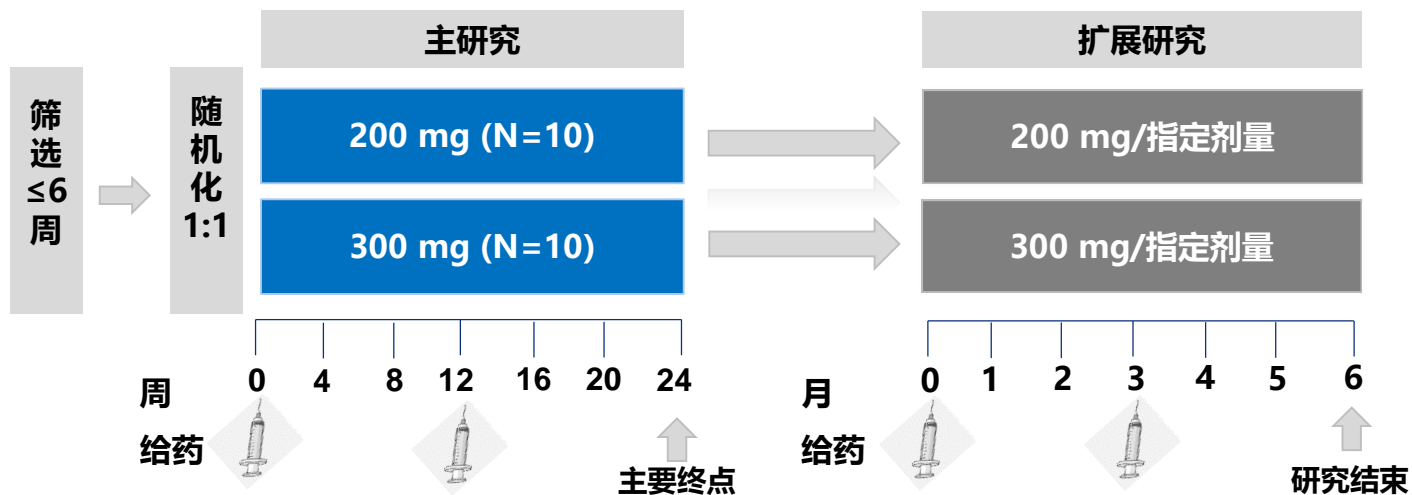 主研究
扩展研究
筛选≤6周
随机化1:1
200 mg (N=10)
200 mg/指定剂量
300 mg (N=10)
300 mg/指定剂量
周 0 4 8 12 16 20 24
月 0 1 2 3 4 5 6
给药
给药
主要终点
研究结束